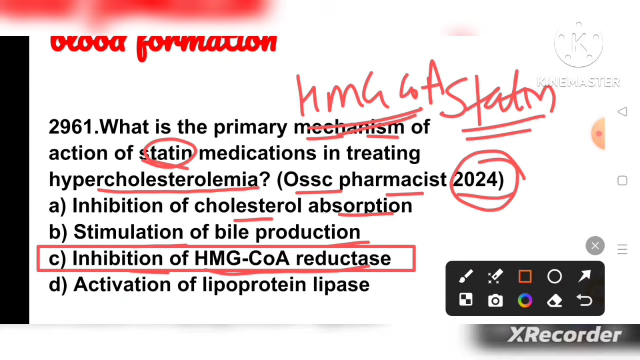 blood formation
KINEMASTER
HMG CoA Statin
2961.What is the primary mechanism of
action of statin medications in treating
hypercholesterolemia? (Ossc pharmacist 2024)
a) Inhibition of cholesterol absorption
b) Stimulation of bile production
c) Inhibition of HMG-CoA reductase
d) Activation of lipoprotein lipase
XRecorder